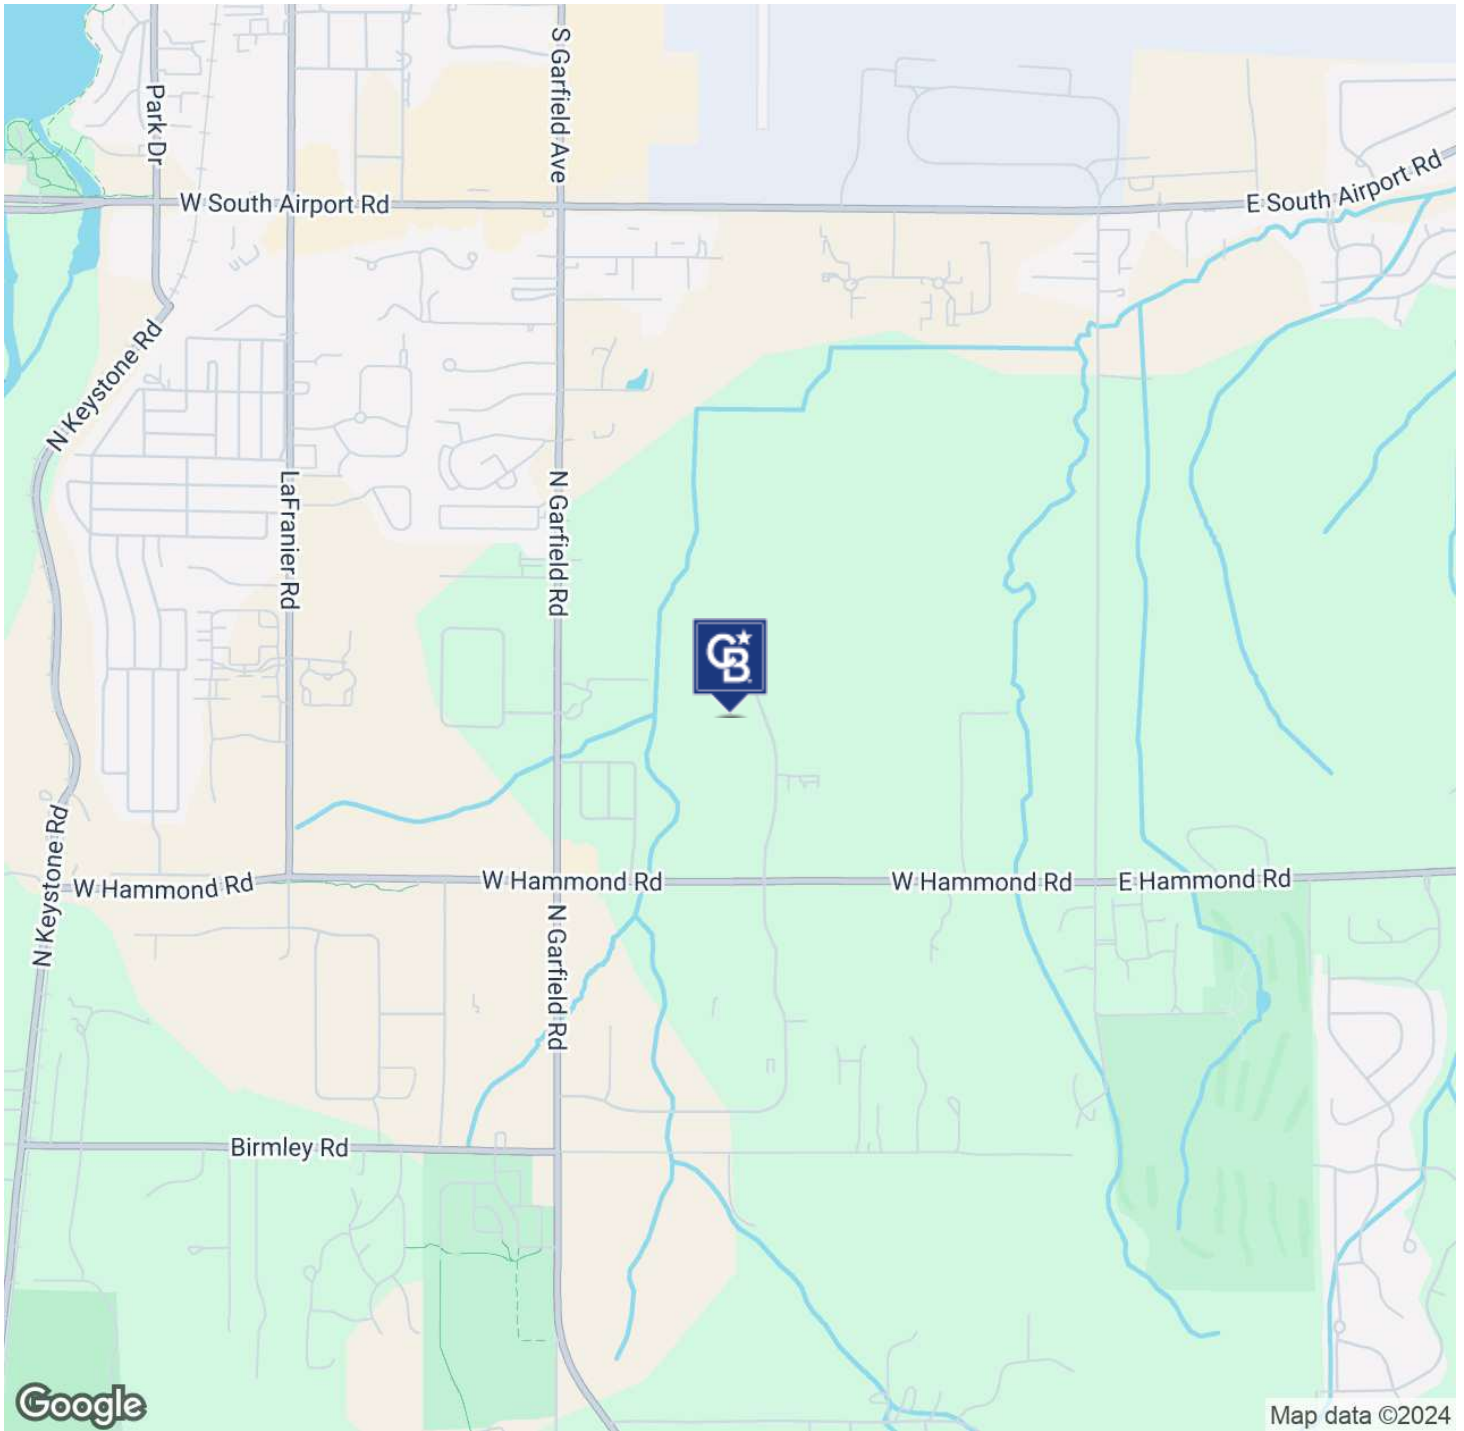 S Garfield Ave
Park Dr
W South Airport Rd
E South Airport Rd
N Keystone Rd
LaFranier Rd
N Garfield Rd
CB
N Keystone Rd
W Hammond Rd
W Hammond Rd
W Hammond Rd
E Hammond Rd
N Garfield Rd
Birmley Rd
Google
Map data ©2024